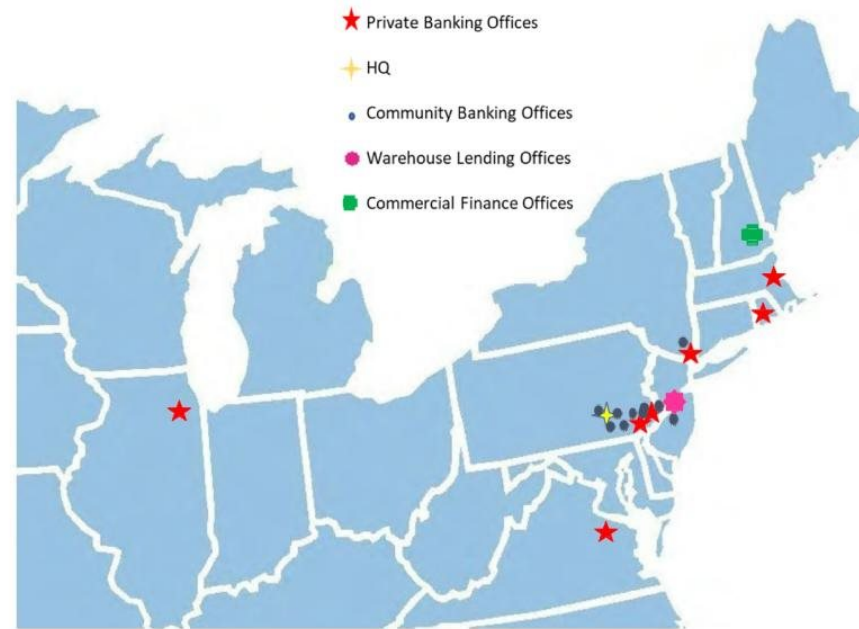 Private Banking Offices
HQ
Community Banking Offices
Warehouse Lending Offices
Commercial Finance Offices